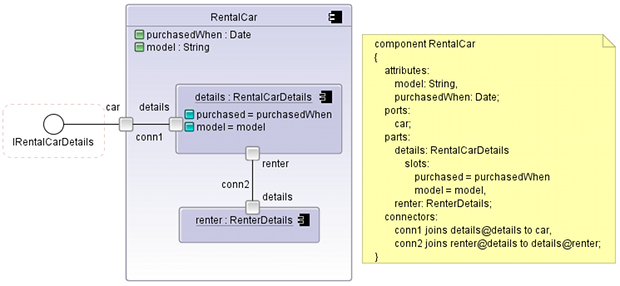 RentalCar
purchasedWhen : Date
model : String
car
details
conn1
IRentalCarDetails
details : RentalCarDetails
purchased = purchasedWhen
model = model
renter
conn2
details
renter : RenterDetails
component RentalCar
{
attributes:
model: String,
purchasedWhen: Date;
ports:
car;
parts:
details: RentalCarDetails
slots:
purchased = purchasedWhen
model = model,
renter: RenterDetails;
connectors:
conn1 joins details@details to car,
conn2 joins renter@details to details@renter;
}